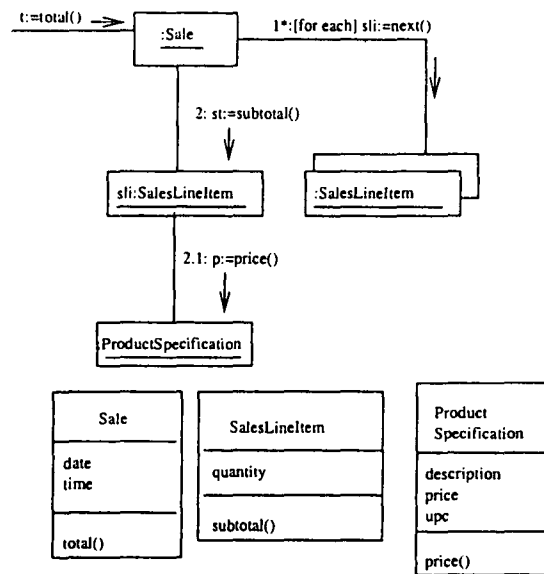 t:=total()
:Sale
1*:[for each] sli:=next()
2: st:=subtotal()
sli:SalesLineItem
:SalesLineItem
2.1: p:=price()
:ProductSpecification
Sale
date
time
total()
SalesLineItem
quantity
subtotal()
Product
Specification
description
price
upc
price()